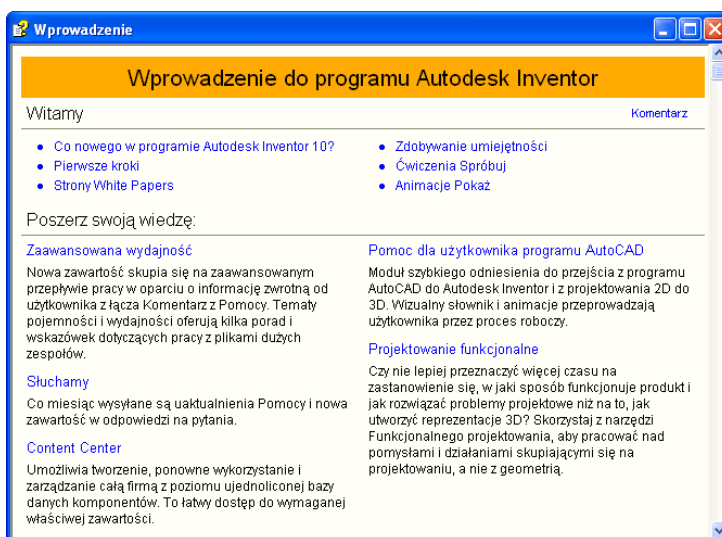 Wprowadzenie
Wprowadzenie do programu Autodesk Inventor
Witamy
Komentarz
Co nowego w programie Autodesk Inventor 10?
Pierwsze kroki
Strony White Papers
Zdobywanie umiejętności
Ćwiczenia Spróbuj
Animacje Pokaż
Poszerz swoją wiedzę:
Zaawansowana wydajność
Nowa zawartość skupia się na zaawansowanym
przepływie pracy w oparciu o informację zwrotną od
użytkownika z łącza Komentarz z Pomocy. Tematy
pojemności i wydajności oferują kilka porad i
wskazówek dotyczących pracy z plikami dużych
zespołów.
Słuchamy
Co miesiąc wysyłane są uaktualnienia Pomocy i nowa
zawartość w odpowiedzi na pytania.
Content Center
Umożliwia tworzenie, ponowne wykorzystanie i
zarządzanie całą firmą z poziomu ujednoliconej bazy
danych komponentów. To łatwy dostęp do wymaganej
właściwej zawartości.
Pomoc dla użytkownika programu AutoCAD
Moduł szybkiego odniesienia do przejścia z programu
AutoCAD do Autodesk Inventor i z projektowania 2D do
3D. Wizualny słownik i animacje przeprowadzają
użytkownika przez proces roboczy.
Projektowanie funkcjonalne
Czy nie lepiej przeznaczyć więcej czasu na
zastanowienie się, w jaki sposób funkcjonuje produkt i
jak rozwiązać problemy projektowe niż na to, jak
utworzyć reprezentacje 3D? Skorzystaj z narzędzi
Funkcjonalnego projektowania, aby pracować nad
pomysłami i działaniami skupiającymi się na
projektowaniu, a nie z geometrią.